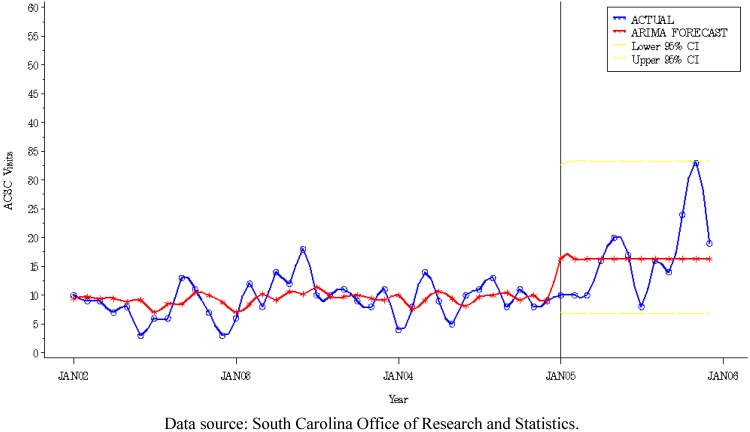 60
55
50
45
40
35
30
25
20
15
10
5
0
ACSC Visits
ACTUAL
ARIMA FORECAST
Lower 95% CI
Upper 95% CI
JAN02
JAN03
JAN04
JAN05
JAN06
Year
Data source: South Carolina Office of Research and Statistics.